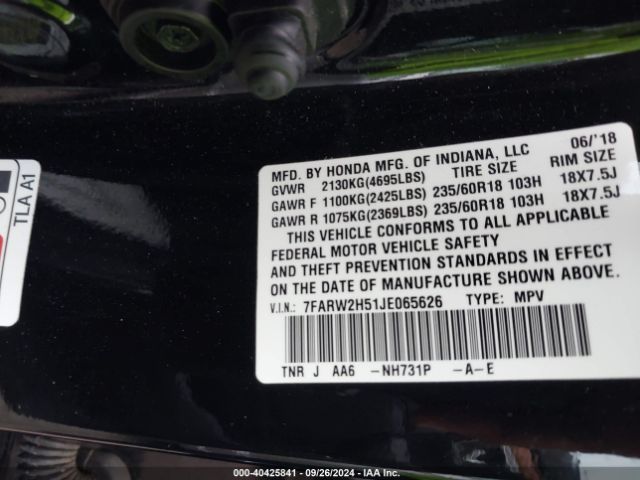 TLA A1
MFD. BY HONDA MFG. OF INDIANA, LLC 06/'18
GVWR 2130KG(4695LBS) TIRE SIZE RIM SIZE
GAWR F 1100KG(2425LBS) 235/60R18 103H 18X7.5J
GAWR R 1075KG(2369LBS) 235/60R18 103H 18X7.5J
THIS VEHICLE CONFORMS TO ALL APPLICABLE
FEDERAL MOTOR VEHICLE SAFETY
AND THEFT PREVENTION STANDARDS IN EFFECT
ON THE DATE OF MANUFACTURE SHOWN ABOVE.
V.I.N.: 7FARW2H51JE065626 TYPE: MPV
TNR J AA6 -NH731P -A-E
000-40425841 - 09/26/2024 - IAA Inc.